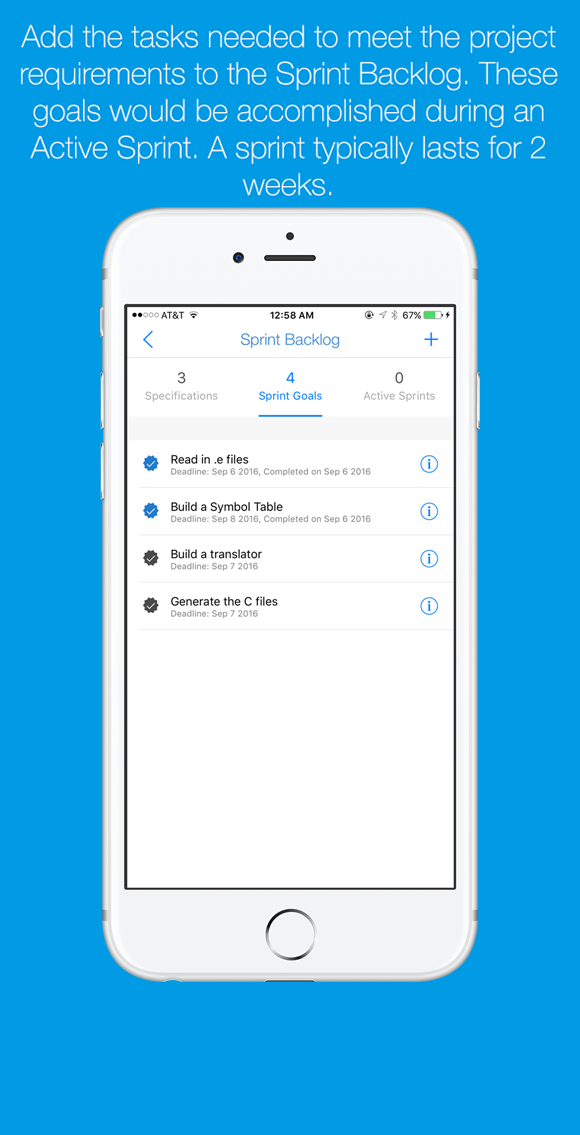 Add the tasks needed to meet the project
requirements to the Sprint Backlog. These
goals would be accomplished during an
Active Sprint. A sprint typically lasts for 2
weeks.
AT&T 12:58 AM 67%
Sprint Backlog +
3 4 0
Specifications Sprint Goals Active Sprints
Read in .e files
Deadline: Sep 6 2016, Completed on Sep 6 2016
Build a Symbol Table
Deadline: Sep 8 2016, Completed on Sep 6 2016
Build a translator
Deadline: Sep 7 2016
Generate the C files
Deadline: Sep 7 2016